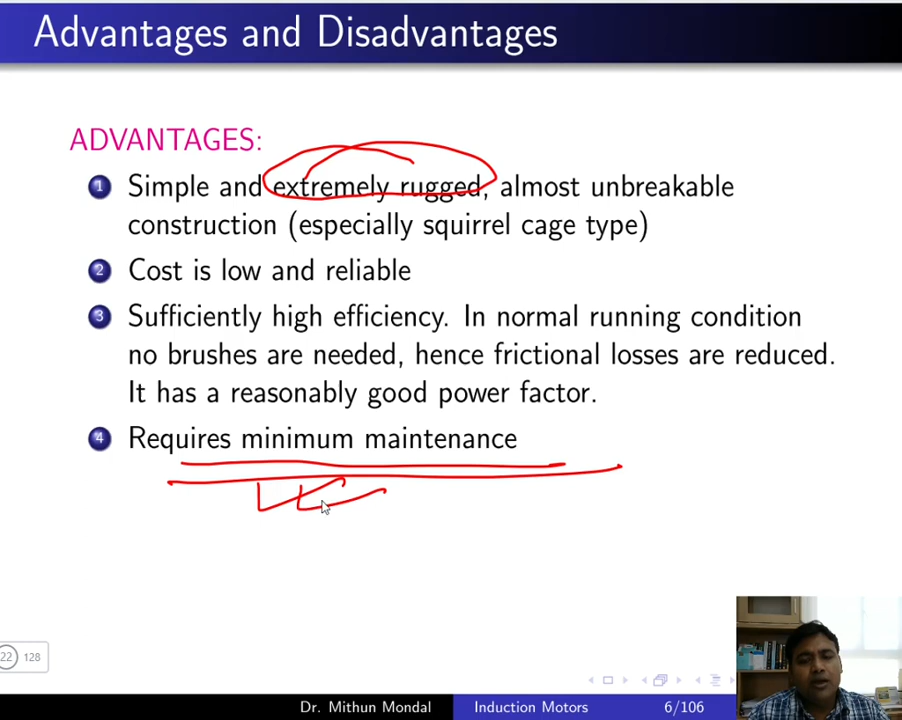 Advantages and Disadvantages
ADVANTAGES:
1 Simple and extremely rugged, almost unbreakable
construction (especially squirrel cage type)
2 Cost is low and reliable
3 Sufficiently high efficiency. In normal running condition
no brushes are needed, hence frictional losses are reduced.
It has a reasonably good power factor.
4 Requires minimum maintenance
22 128
Dr. Mithun Mondal Induction Motors 6/106